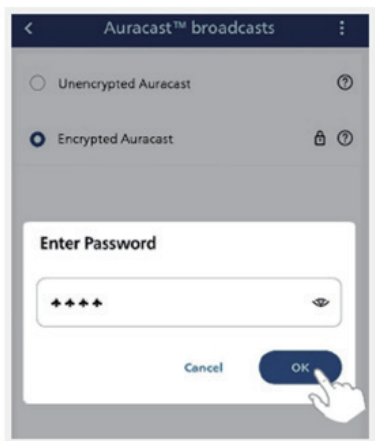 Auracast™ broadcasts
Unencrypted Auracast
Encrypted Auracast
Enter Password
Cancel OK